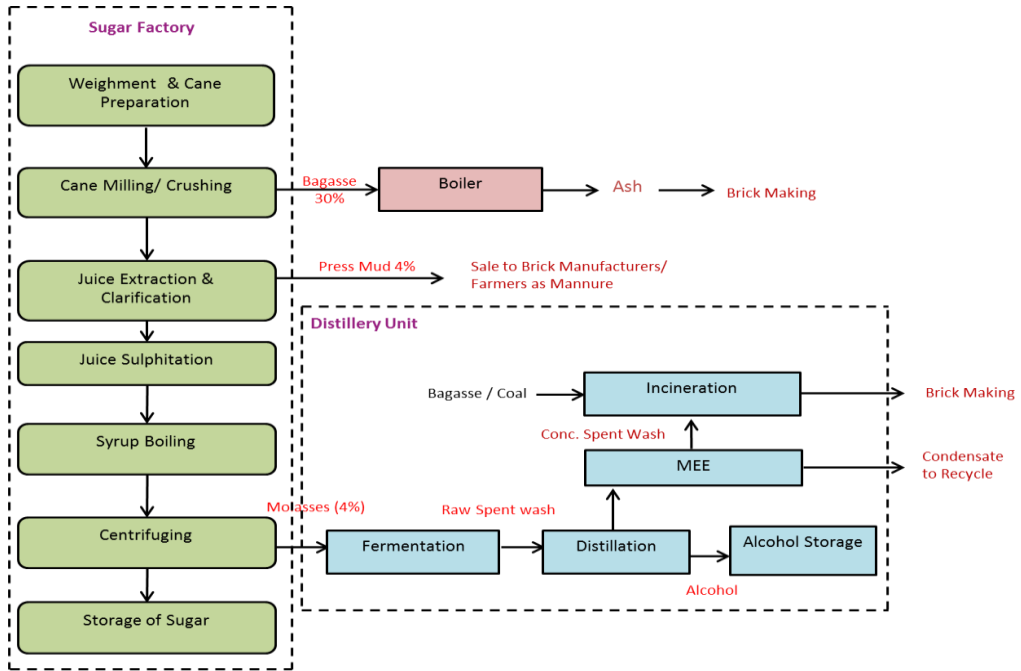 Sugar Factory
Weighment & Cane
Preparation
Cane Milling/ Crushing
Bagasse
30%
Boiler
Ash
Brick Making
Juice Extraction &
Clarification
Press Mud 4%
Sale to Brick Manufacturers/
Farmers as Mannure
Distillery Unit
Juice Sulphitation
Bagasse / Coal
Incineration
Brick Making
Conc. Spent Wash
Syrup Boiling
MEE
Condensate
to Recycle
Molasses (4%)
Raw Spent wash
Centrifuging
Fermentation
Distillation
Alcohol Storage
Alcohol
Storage of Sugar